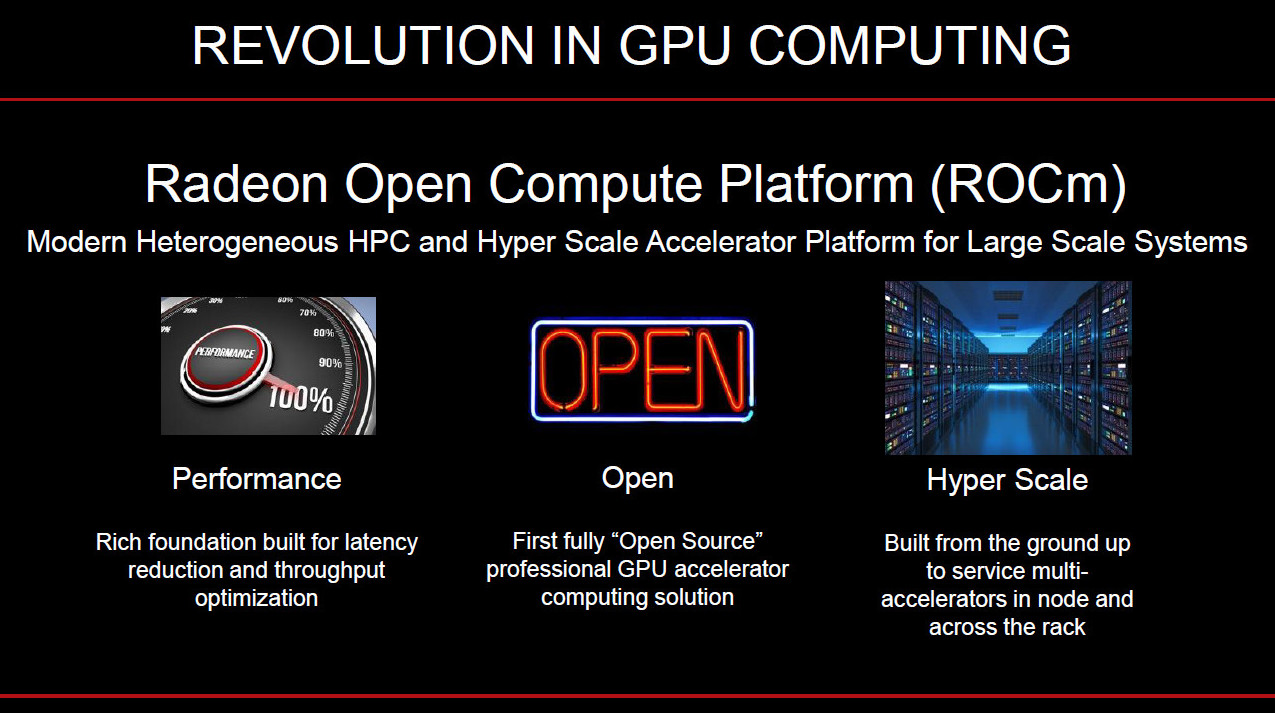 REVOLUTION IN GPU COMPUTING
Radeon Open Compute Platform (ROCm)
Modern Heterogeneous HPC and Hyper Scale Accelerator Platform for Large Scale Systems
20%
30%
60%
70%
80%
90%
100%
PERFORMANCE
OPEN
Performance
Open
Hyper Scale
Rich foundation built for latency
reduction and throughput
optimization
First fully “Open Source”
professional GPU accelerator
computing solution
Built from the ground up
to service multi-
accelerators in node and
across the rack